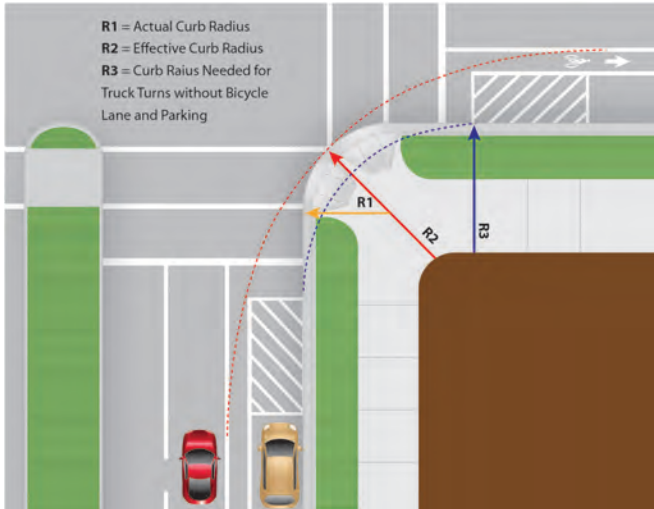 R1 = Actual Curb Radius
R2 = Effective Curb Radius
R3 = Curb Raius Needed for
Truck Turns without Bicycle
Lane and Parking
R1
R2
R3